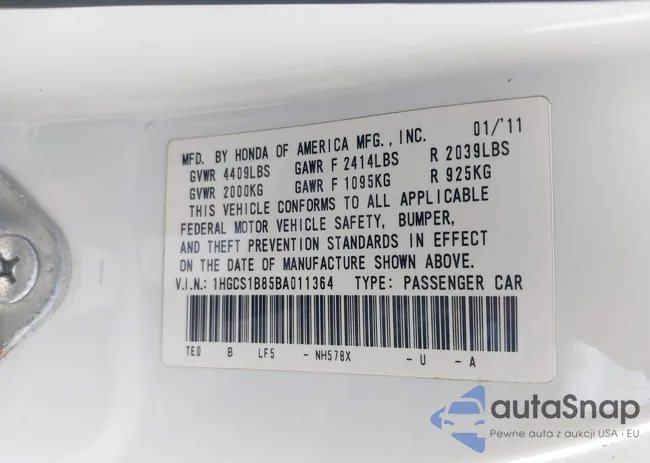 MFD. BY HONDA OF AMERICA MFG., INC. 01/'11
GVWR 4409LBS GAWR F 2414LBS R 2039LBS
GVWR 2000KG GAWR F 1095KG R 925KG
THIS VEHICLE CONFORMS TO ALL APPLICABLE
FEDERAL MOTOR VEHICLE SAFETY, BUMPER,
AND THEFT PREVENTION STANDARDS IN EFFECT
ON THE DATE OF MANUFACTURE SHOWN ABOVE.
V.I.N.: 1HGCS1B85BA011364 TYPE: PASSENGER CAR
TE0 B LF5 - NH578X - U - A
autaSnap
Pewne auta z aukcji USA i EU